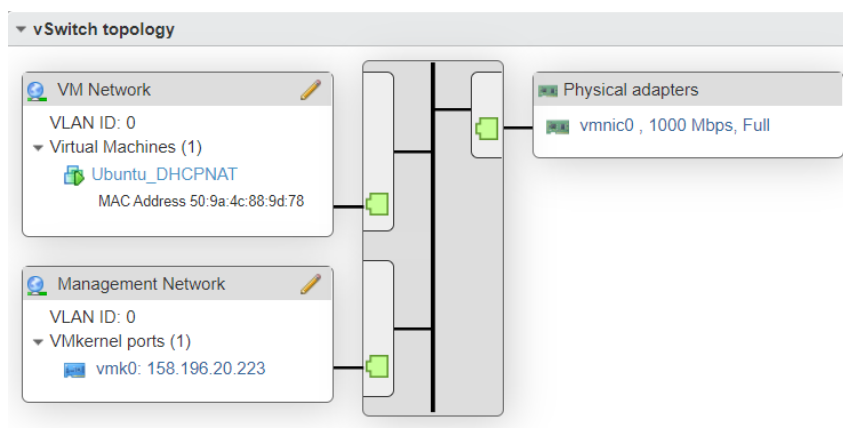 vSwitch topology
VM Network
VLAN ID: 0
Virtual Machines (1)
Ubuntu_DHCPNAT
MAC Address 50:9a:4c:88:9d:78
Management Network
VLAN ID: 0
VMkernel ports (1)
vmk0: 158.196.20.223
Physical adapters
vmnic0 , 1000 Mbps, Full